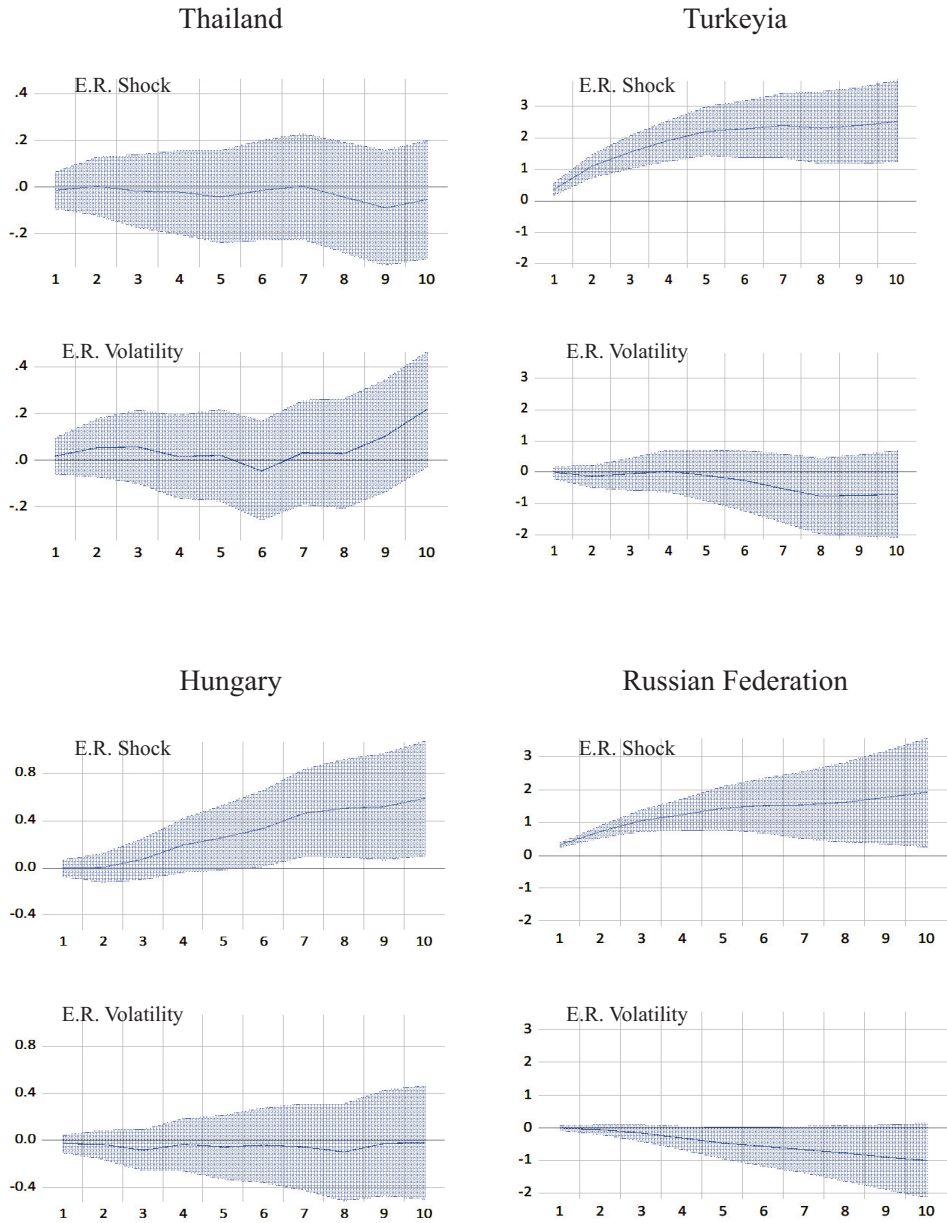 Thailand
Turkeyia
E.R. Shock
.4
.2
.0
-.2
1 2 3 4 5 6 7 8 9 10
E.R. Shock
3
2
1
0
-1
-2
1 2 3 4 5 6 7 8 9 10
E.R. Volatility
.4
.2
.0
-.2
1 2 3 4 5 6 7 8 9 10
E.R. Volatility
3
2
1
0
-1
-2
1 2 3 4 5 6 7 8 9 10
Hungary
Russian Federation
E.R. Shock
0.8
0.4
0.0
-0.4
1 2 3 4 5 6 7 8 9 10
E.R. Shock
3
2
1
0
-1
-2
1 2 3 4 5 6 7 8 9 10
E.R. Volatility
0.8
0.4
0.0
-0.4
1 2 3 4 5 6 7 8 9 10
E.R. Volatility
3
2
1
0
-1
-2
1 2 3 4 5 6 7 8 9 10